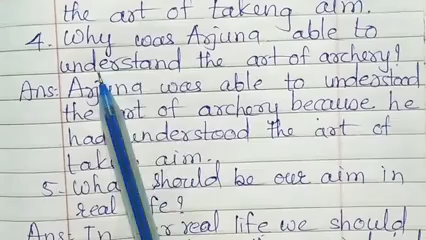 the art of takeng aim.
4. Why was Arjuna able to
understand the art of archery?
Ans: Arjuna was able to understood
the art of archery because he
had understood the art of
taking aim.
5. What should be our aim in
real life?
Ans: In our real life we should